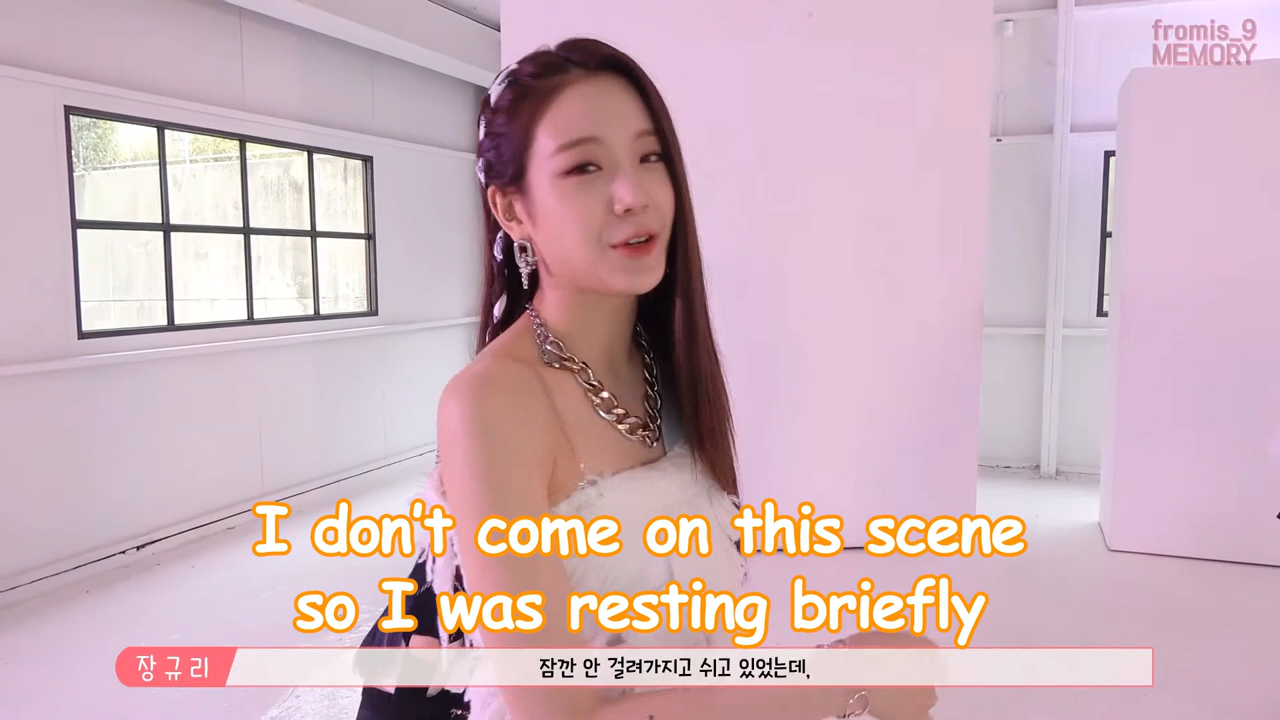 fromis_9
MEMORY
I don't come on this scene
so I was resting briefly
장규리
잠깐 안 걸려가지고 쉬고 있었는데,